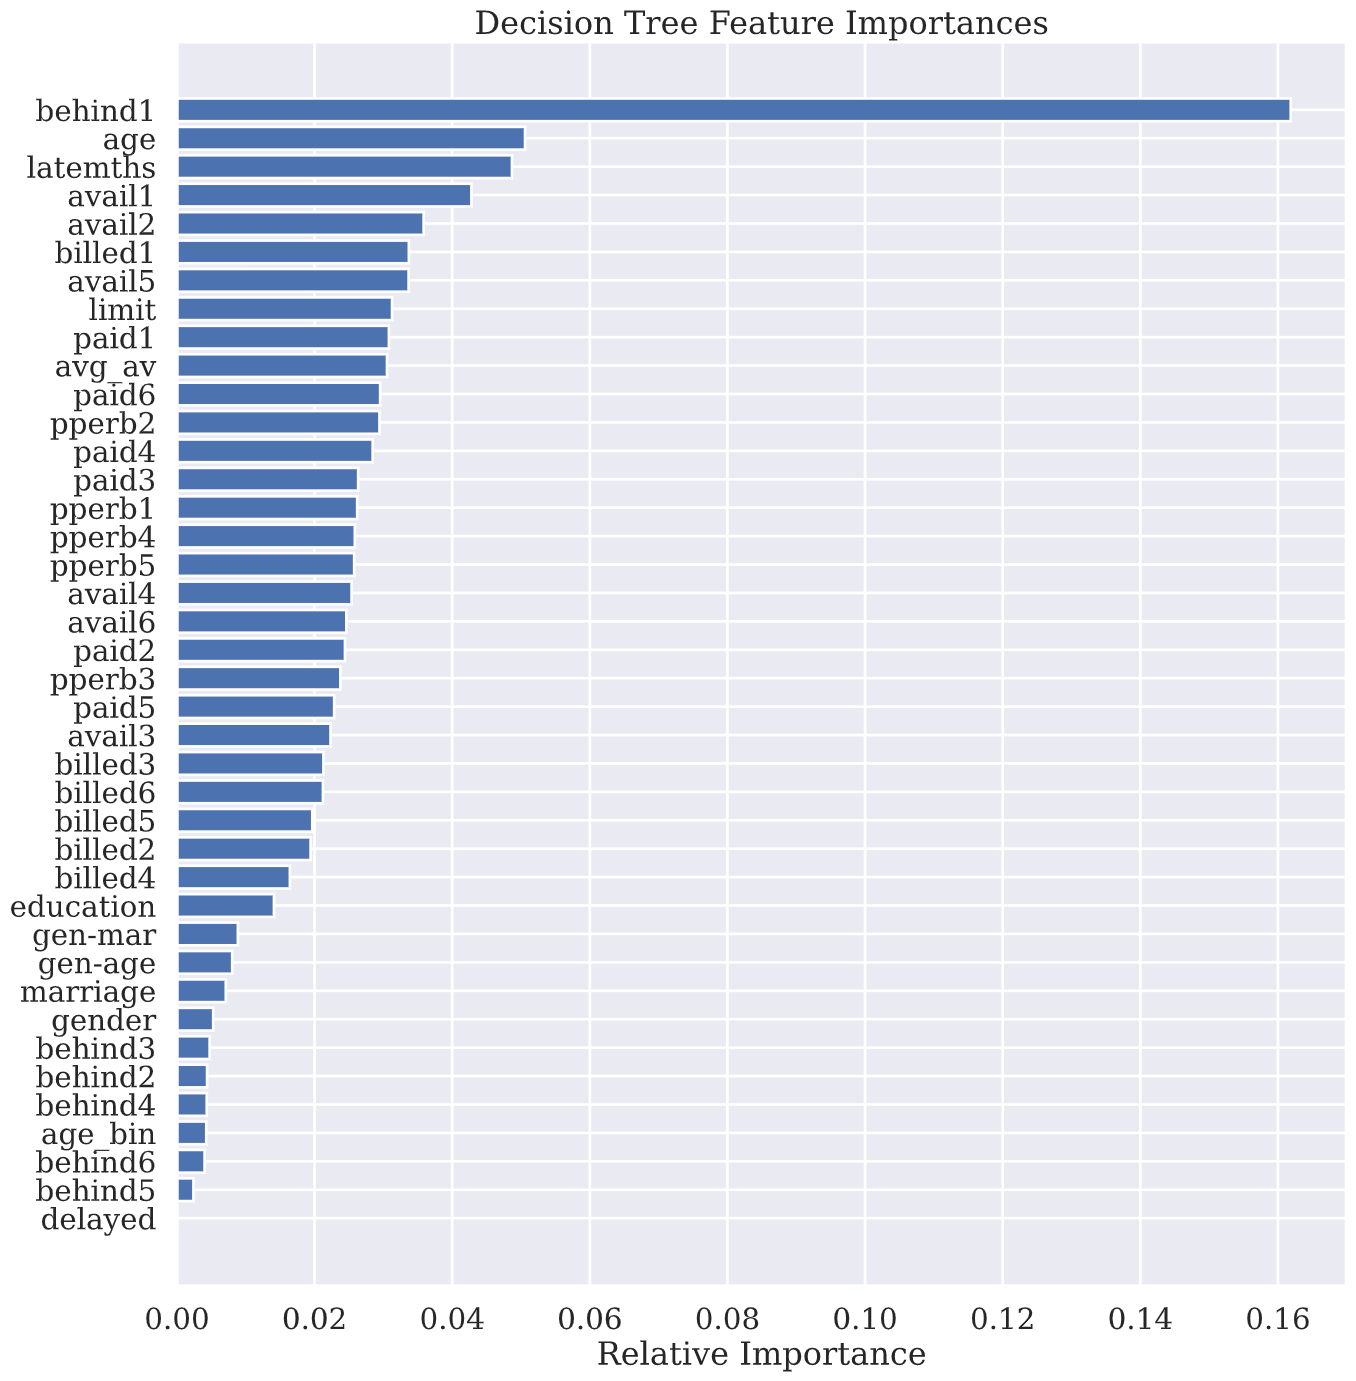 Decision Tree Feature Importances
behind1
age
latemths
avail1
avail2
billed1
avail5
limit
paid1
avg_av
paid6
pperb2
paid4
paid3
pperb1
pperb4
pperb5
avail4
avail6
paid2
pperb3
paid5
avail3
billed3
billed6
billed5
billed2
billed4
education
gen-mar
gen-age
marriage
gender
behind3
behind2
behind4
age_bin
behind6
behind5
delayed
0.00 0.02 0.04 0.06 0.08 0.10 0.12 0.14 0.16
Relative Importance